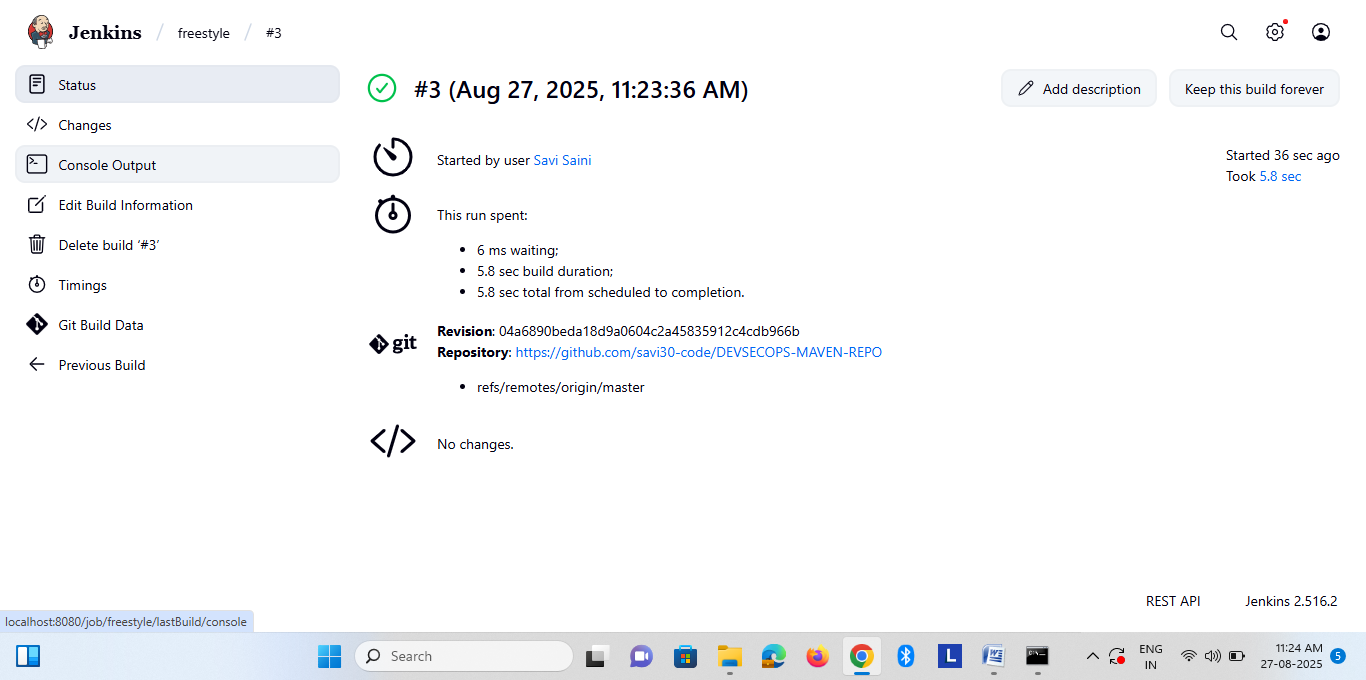 Jenkins / freestyle / #3
Status
Changes
Console Output
Edit Build Information
Delete build ‘#3’
Timings
Git Build Data
Previous Build
#3 (Aug 27, 2025, 11:23:36 AM)
Add description
Keep this build forever
Started by user Savi Saini
Started 36 sec ago
Took 5.8 sec
This run spent:
• 6 ms waiting;
• 5.8 sec build duration;
• 5.8 sec total from scheduled to completion.
git
Revision: 04a6890beda18d9a0604c2a45835912c4cdb966b
Repository: https://github.com/savi30-code/DEVSECOPS-MAVEN-REPO
• refs/remotes/origin/master
No changes.
REST API
Jenkins 2.516.2
localhost:8080/job/freestyle/lastBuild/console
Search
L
ENG
IN
11:24 AM
27-08-2025
5